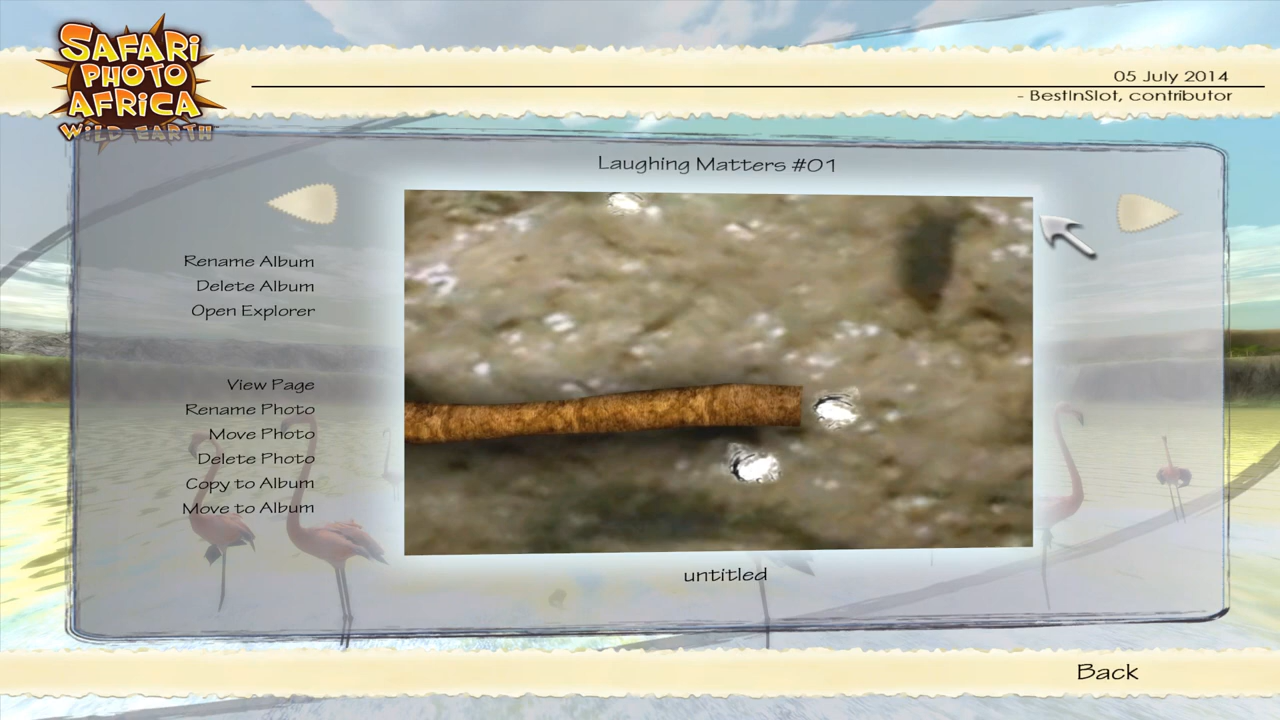 SAFARI
PHOTO
AFRICA
WILD EARTH
05 July 2014
- BestInSlot, contributor
Laughing Matters #01
Rename Album
Delete Album
Open Explorer
View Page
Rename Photo
Move Photo
Delete Photo
Copy to Album
Move to Album
untitled
Back